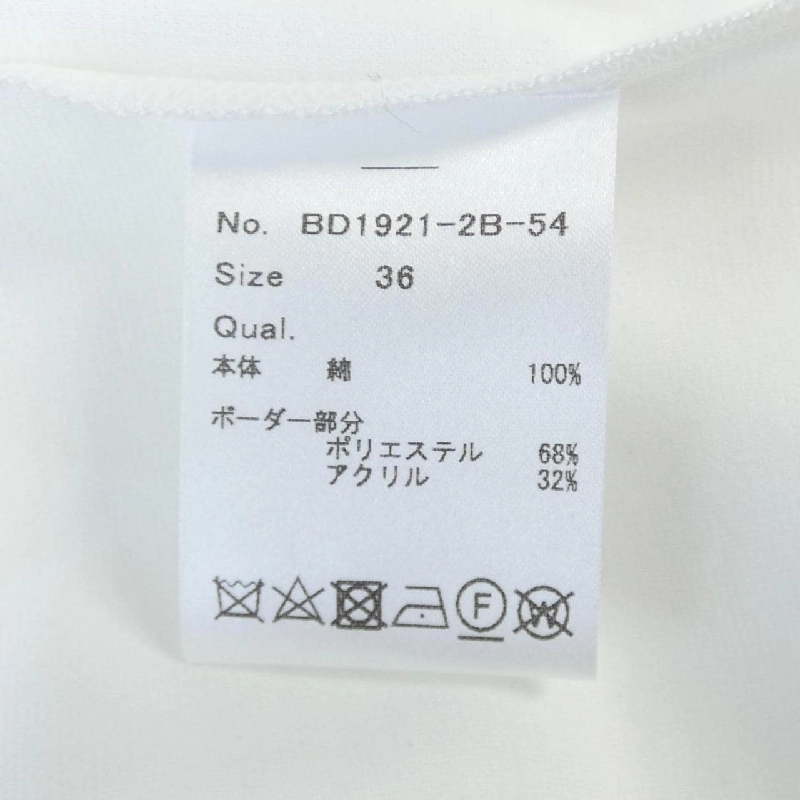 No. BD1921-2B-54
Size 36
Qual.
本体 綿 100%
ボーダー部分
ポリエステル 68%
アクリル 32%
F
W